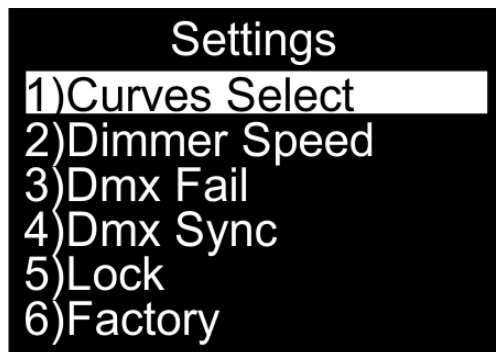 Settings
1)Curves Select
2)Dimmer Speed
3)Dmx Fail
4)Dmx Sync
5)Lock
6)Factory